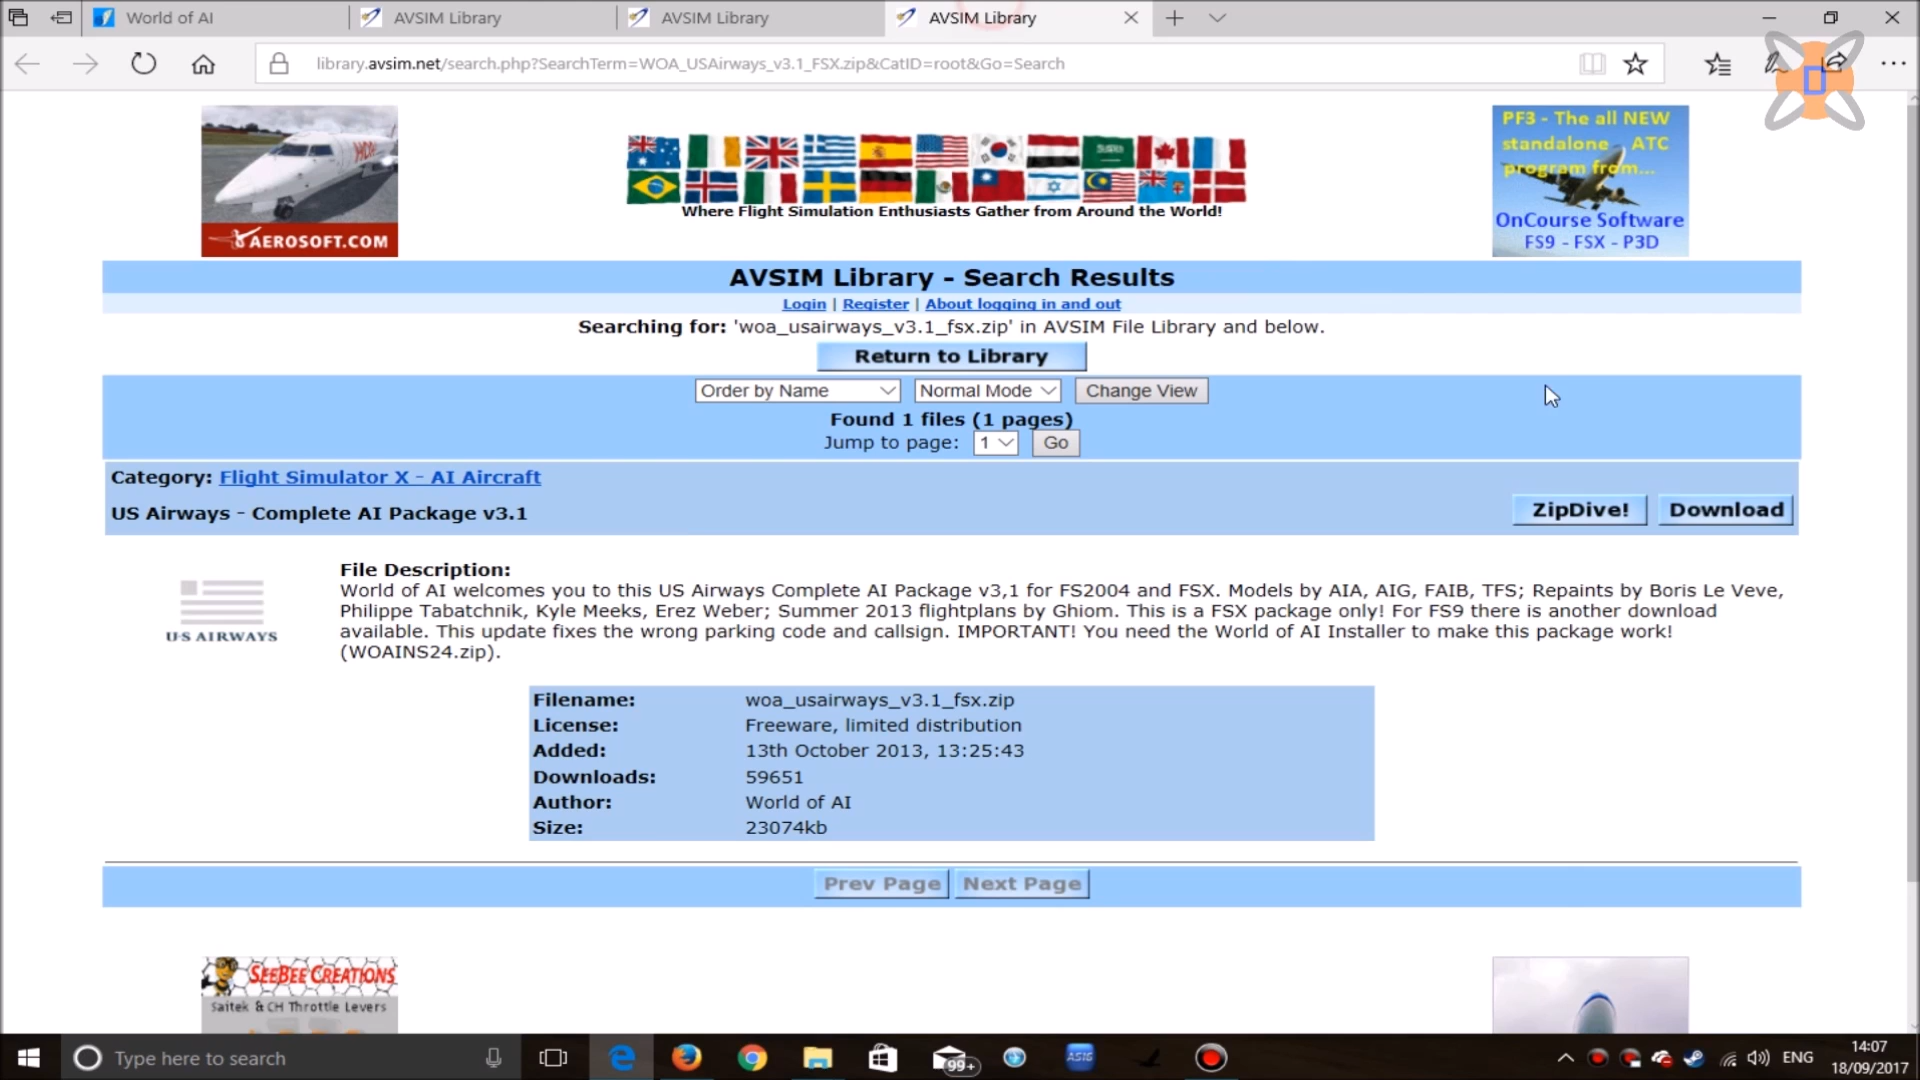 World of AI
AVSIM Library
AVSIM Library
AVSIM Library
library.avsim.net/search.php?SearchTerm=WOA_USAirways_v3.1_FSX.zip&CatID=root&Go=Search
D
AEROSOFT.COM
Where Flight Simulation Enthusiasts Gather from Around the World!
PF3 - The all NEW
standalone ATC
program from...
OnCourse Software
FS9 - FSX - P3D
AVSIM Library - Search Results
Login | Register | About logging in and out
Searching for: 'woa_usairways_v3.1_fsx.zip' in AVSIM File Library and below.
Return to Library
Order by Name Normal Mode Change View
Found 1 files (1 pages)
Jump to page: 1 Go
Category: Flight Simulator X - AI Aircraft
US Airways - Complete AI Package v3.1
ZipDive! Download
U·S AIRWAYS
File Description:
World of AI welcomes you to this US Airways Complete AI Package v3,1 for FS2004 and FSX. Models by AIA, AIG, FAIB, TFS; Repaints by Boris Le Veve,
Philippe Tabatchnik, Kyle Meeks, Erez Weber; Summer 2013 flightplans by Ghiom. This is a FSX package only! For FS9 there is another download
available. This update fixes the wrong parking code and callsign. IMPORTANT! You need the World of AI Installer to make this package work!
(WOAINS24.zip).
Filename: woa_usairways_v3.1_fsx.zip
License: Freeware, limited distribution
Added: 13th October 2013, 13:25:43
Downloads: 59651
Author: World of AI
Size: 23074kb
Prev Page Next Page
SEEBEE CREATIONS
Saitek & CH Throttle Levers
Type here to search
99+
ASIG
ENG
14:07
18/09/2017